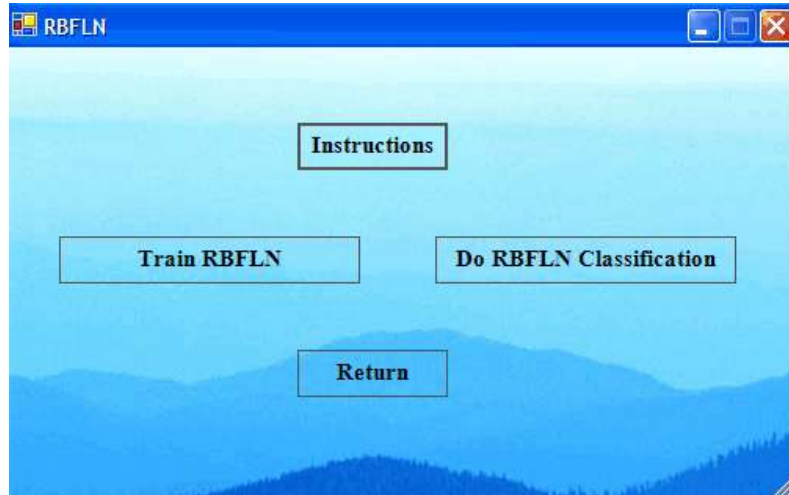 RBFLN
Instructions
Train RBFLN
Do RBFLN Classification
Return